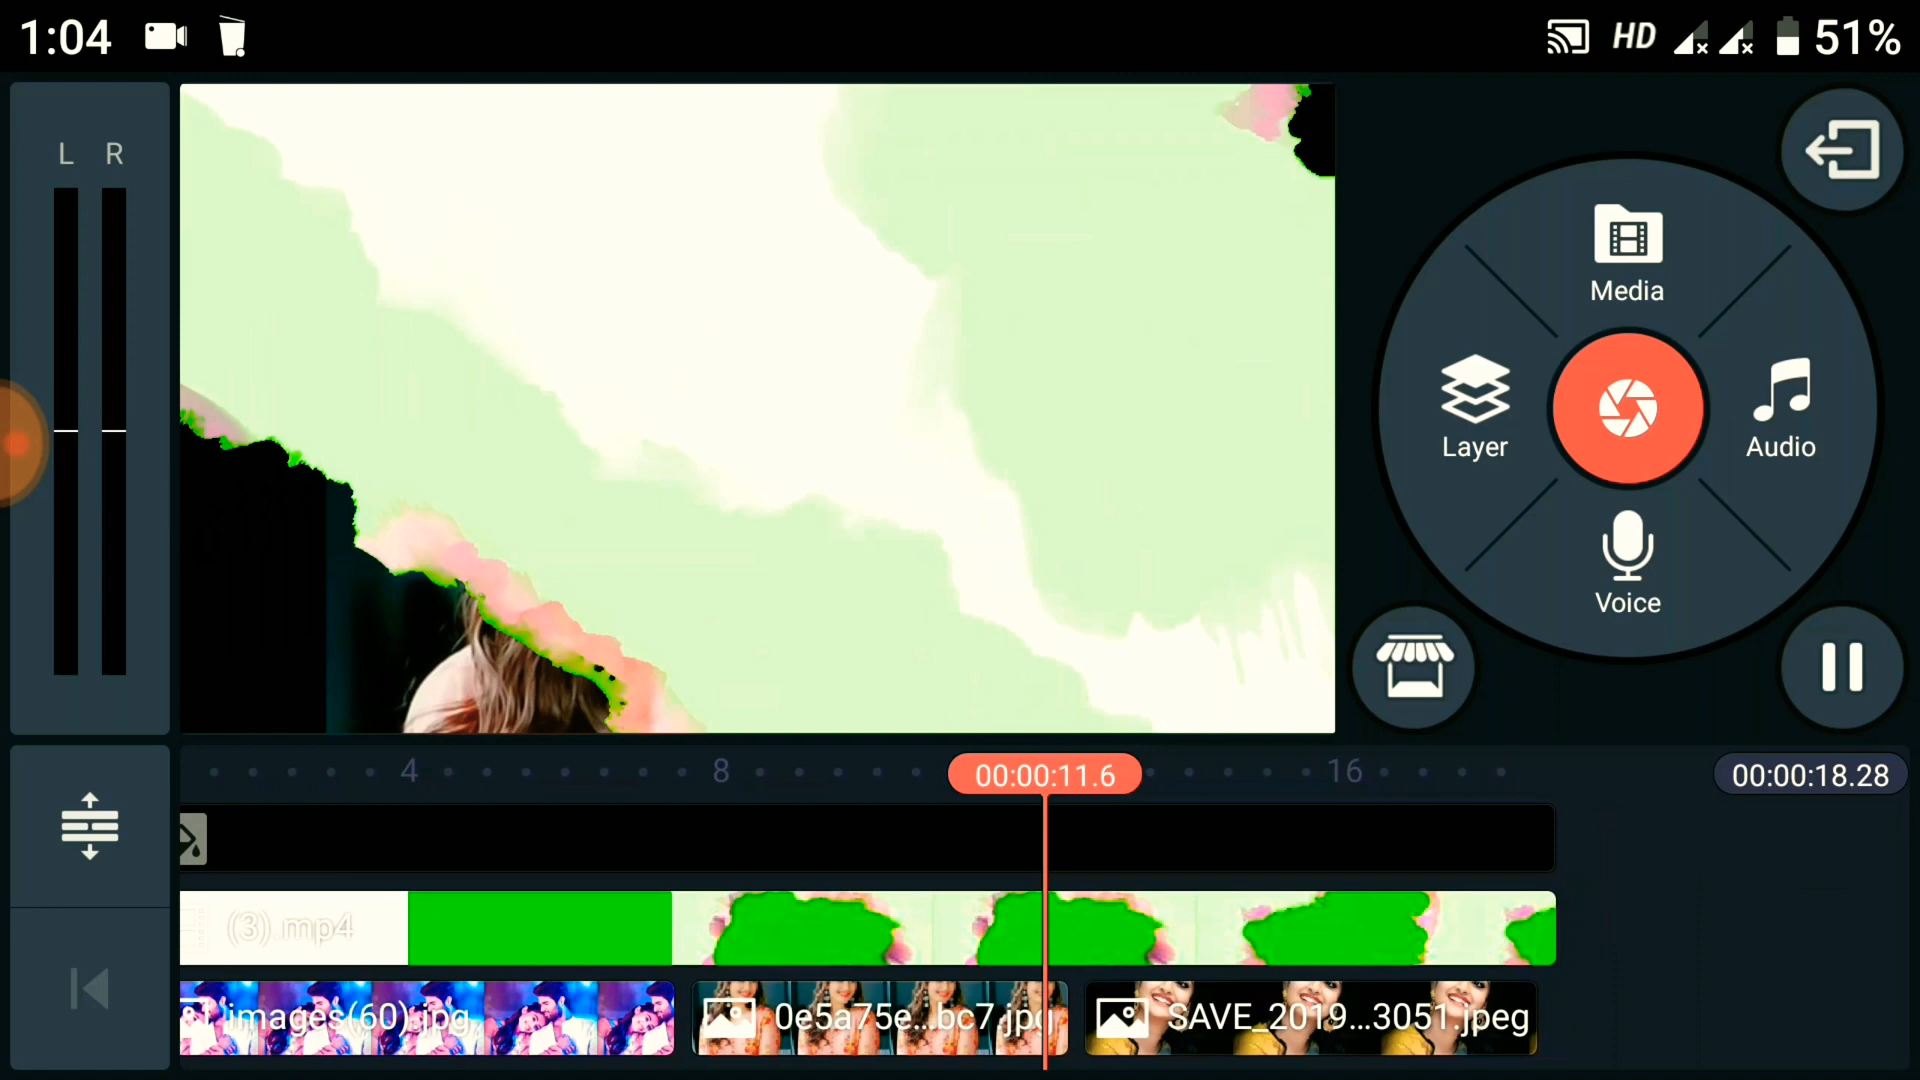 1:04
HD
51%
L R
Media
Layer
Audio
Voice
4
8
00:00:11.6
16
00:00:18.28
(3).mp4
images(60).jpg
0e5a75e...bc7.jpg
SAVE_2019...3051.jpeg